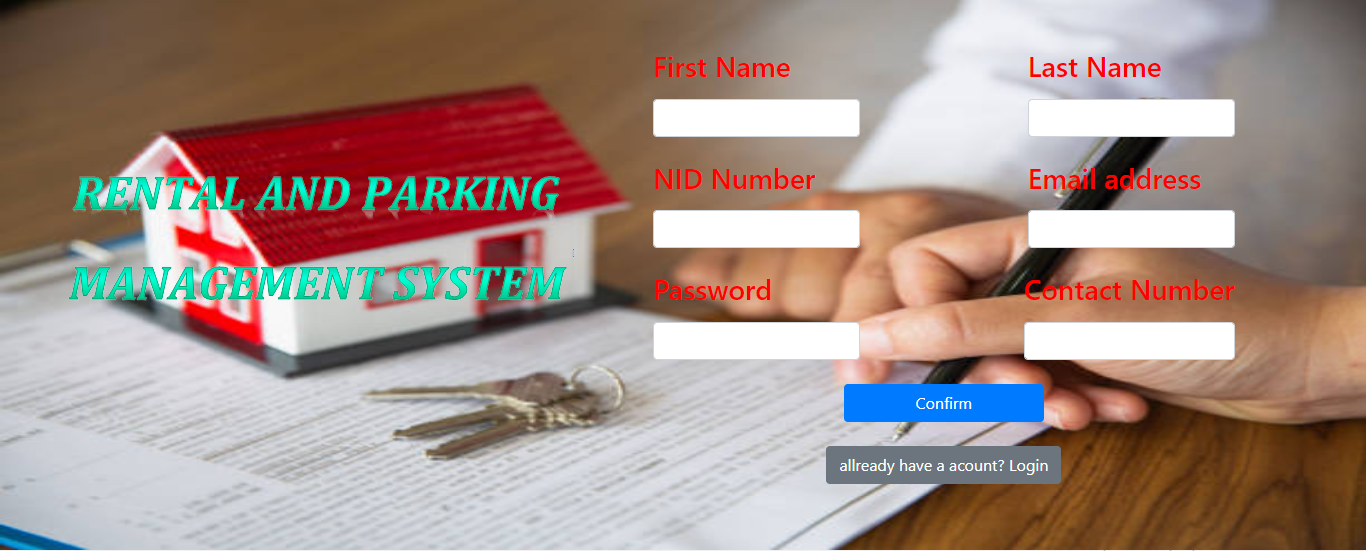 RENTAL AND PARKING
MANAGEMENT SYSTEM
First Name
Last Name
NID Number
Email address
Password
Contact Number
Confirm
allready have a acount? Login